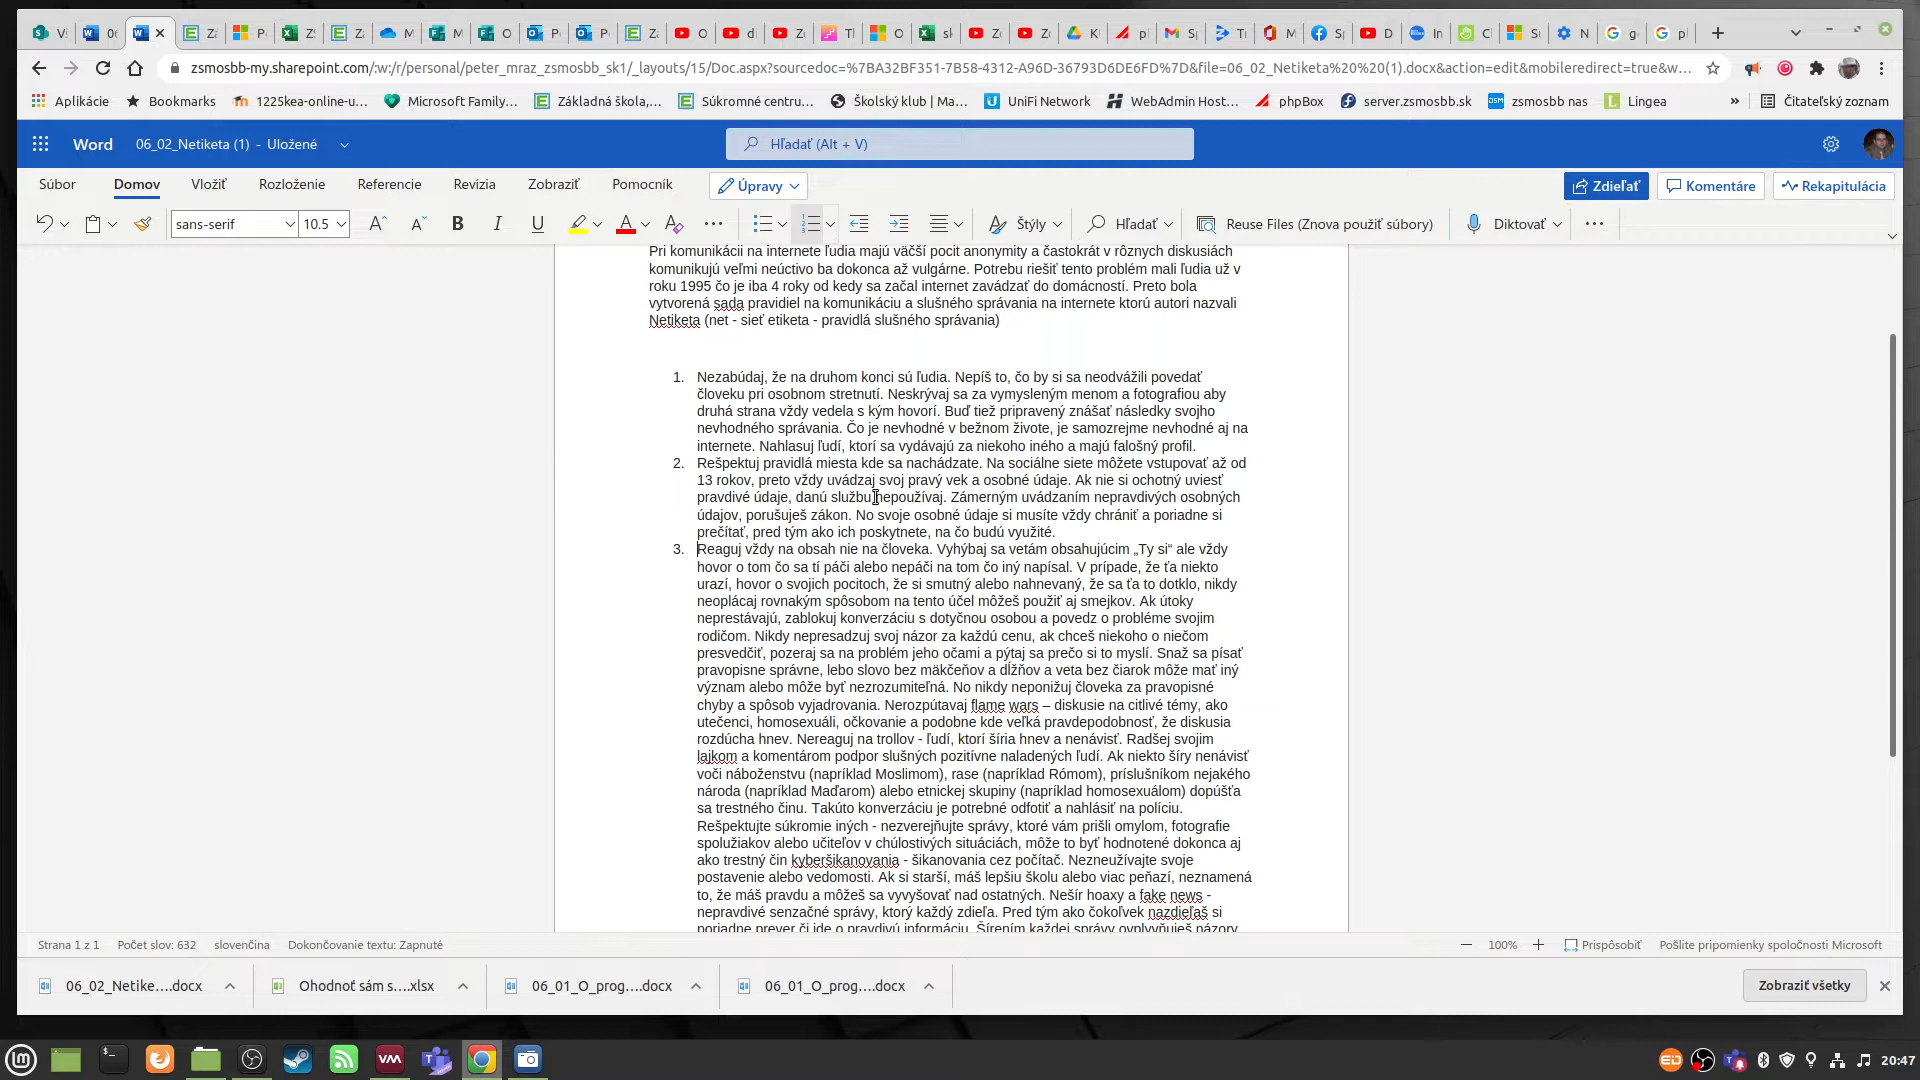 zsmosbb-my.sharepoint.com/:w:/r/personal/peter_mraz_zsmosbb_sk1/_layouts/15/Doc.aspx?sourcedoc=%7BA32BF351-7B58-4312-A96D-36793D6DE6FD%7D&file=06_02_Netiketa%20%20(1).docx&action=edit&mobileredirect=true&w...
Aplikácie Bookmarks 1225kea-online-u... Microsoft Family... Základná škola,... Súkromné centru... Školský klub | Ma... UniFi Network WebAdmin Host... phpBox server.zsmosbb.sk zsmosbb nas Lingea » Čitateľský zoznam
Word 06_02_Netiketa (1) - Uložené Hľadať (Alt + V)
Súbor Domov Vložiť Rozloženie Referencie Revízia Zobraziť Pomocník Úpravy Zdieľať Komentáre Rekapitulácia
sans-serif 10.5 B I U Štýly Hľadať Reuse Files (Znova použiť súbory) Diktovať
Pri komunikácii na internete ľudia majú väčší pocit anonymity a častokrát v rôznych diskusiách
komunikujú veľmi neúctivo ba dokonca až vulgárne. Potrebu riešiť tento problém mali ľudia už v
roku 1995 čo je iba 4 roky od kedy sa začal internet zavádzať do domácností. Preto bola
vytvorená sada pravidiel na komunikáciu a slušného správania na internete ktorú autori nazvali
Netiketa (net - sieť etiketa - pravidlá slušného správania)
1. Nezabúdaj, že na druhom konci sú ľudia. Nepíš to, čo by si sa neodvážili povedať
človeku pri osobnom stretnutí. Neskrývaj sa za vymysleným menom a fotografiou aby
druhá strana vždy vedela s kým hovorí. Buď tiež pripravený znášať následky svojho
nevhodného správania. Čo je nevhodné v bežnom živote, je samozrejme nevhodné aj na
internete. Nahlasuj ľudí, ktorí sa vydávajú za niekoho iného a majú falošný profil.
2. Rešpektuj pravidlá miesta kde sa nachádzate. Na sociálne siete môžete vstupovať až od
13 rokov, preto vždy uvádzaj svoj pravý vek a osobné údaje. Ak nie si ochotný uviesť
pravdivé údaje, danú službu nepoužívaj. Zámerným uvádzaním nepravdivých osobných
údajov, porušuješ zákon. No svoje osobné údaje si musíte vždy chrániť a poriadne si
prečítať, pred tým ako ich poskytnete, na čo budú využité.
3. Reaguj vždy na obsah nie na človeka. Vyhýbaj sa vetám obsahujúcim „Ty si“ ale vždy
hovor o tom čo sa tí páči alebo nepáči na tom čo iný napísal. V prípade, že ťa niekto
urazí, hovor o svojich pocitoch, že si smutný alebo nahnevaný, že sa ťa to dotklo, nikdy
neoplácaj rovnakým spôsobom na tento účel môžeš použiť aj smejkov. Ak útoky
neprestávajú, zablokuj konverzáciu s dotyčnou osobou a povedz o probléme svojim
rodičom. Nikdy nepresadzuj svoj názor za každú cenu, ak chceš niekoho o niečom
presvedčiť, pozeraj sa na problém jeho očami a pýtaj sa prečo si to myslí. Snaž sa písať
pravopisne správne, lebo slovo bez mäkčeňov a dĺžňov a veta bez čiarok môže mať iný
význam alebo môže byť nezrozumiteľná. No nikdy neponižuj človeka za pravopisné
chyby a spôsob vyjadrovania. Nerozpútavaj flame wars – diskusie na citlivé témy, ako
utečenci, homosexuáli, očkovanie a podobne kde veľká pravdepodobnosť, že diskusia
rozdúcha hnev. Nereaguj na trollov - ľudí, ktorí šíria hnev a nenávisť. Radšej svojim
lajkom a komentárom podpor slušných pozitívne naladených ľudí. Ak niekto šíry nenávisť
voči náboženstvu (napríklad Moslimom), rase (napríklad Rómom), príslušníkom nejakého
národa (napríklad Maďarom) alebo etnickej skupiny (napríklad homosexuálom) dopúšťa
sa trestného činu. Takúto konverzáciu je potrebné odfotiť a nahlásiť na políciu.
Rešpektujte súkromie iných - nezverejňujte správy, ktoré vám prišli omylom, fotografie
spolužiakov alebo učiteľov v chúlostivých situáciách, môže to byť hodnotené dokonca aj
ako trestný čin kyberšikanovania - šikanovania cez počítač. Nezneužívajte svoje
postavenie alebo vedomosti. Ak si starší, máš lepšiu školu alebo viac peňazí, neznamená
to, že máš pravdu a môžeš sa vyvyšovať nad ostatných. Nešír hoaxy a fake news -
nepravdivé senzačné správy, ktorý každý zdieľa. Pred tým ako čokoľvek nazdieľaš si
poriadne prever či ide o pravdivú informáciu. Šírením každej správy ovplyvňuješ názory
Strana 1 z 1 Počet slov: 632 slovenčina Dokončovanie textu: Zapnuté 100% Prispôsobiť Pošlite pripomienky spoločnosti Microsoft
06_02_Netike....docx Ohodnoť sám s....xlsx 06_01_O_prog....docx 06_01_O_prog....docx Zobraziť všetky
20:47